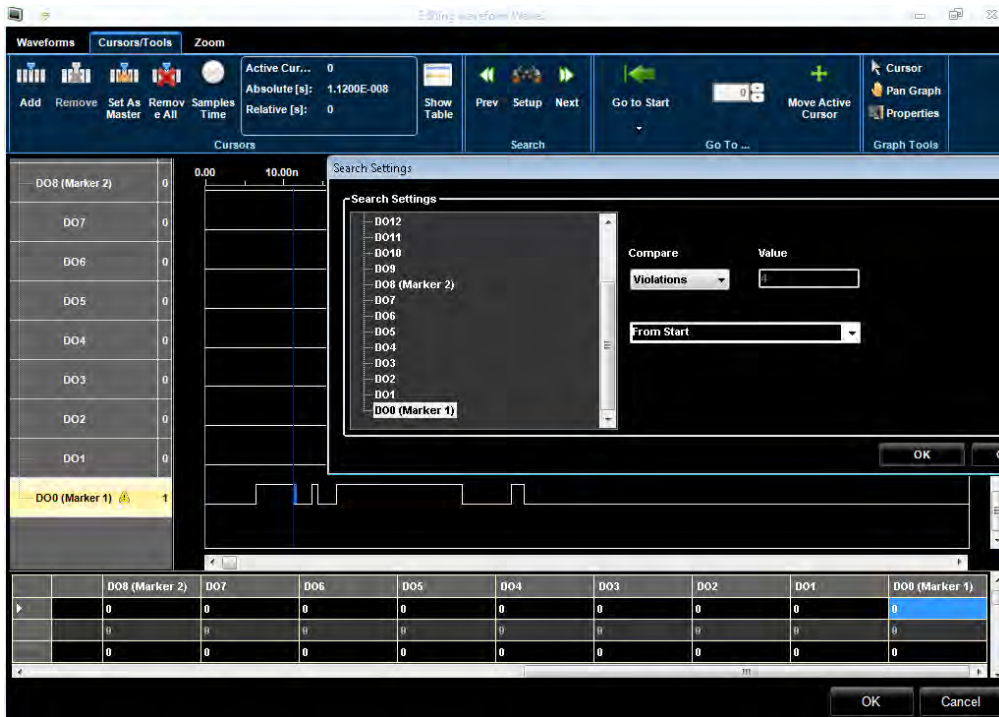 Editing waveform Wave2
Waveforms Cursors/Tools Zoom
Add Remove Set As Master Remov e All Samples Time
Active Cur... 0
Absolute [s]: 1.1200E-008
Relative [s]: 0
Show Table
Prev Setup Next
Go to Start
0
Move Active Cursor
Cursor
Pan Graph
Properties
Cursors Search Go To ... Graph Tools
DO8 (Marker 2) 0
DO7 0
DO6 0
DO5 0
DO4 0
DO3 0
DO2 0
DO1 0
DO0 (Marker 1) 1
0.00 10.00n
Search Settings
Search Settings
DO12
DO11
DO10
DO9
DO8 (Marker 2)
DO7
DO6
DO5
DO4
DO3
DO2
DO1
DO0 (Marker 1)
Compare Value
Violations 4
From Start
OK
DO8 (Marker 2) DO7 DO6 DO5 DO4 DO3 DO2 DO1 DO0 (Marker 1)
0 0 0 0 0 0 0 0 0
0 0 0 0 0 0 0 0 0
0 0 0 0 0 0 0 0 0
OK Cancel